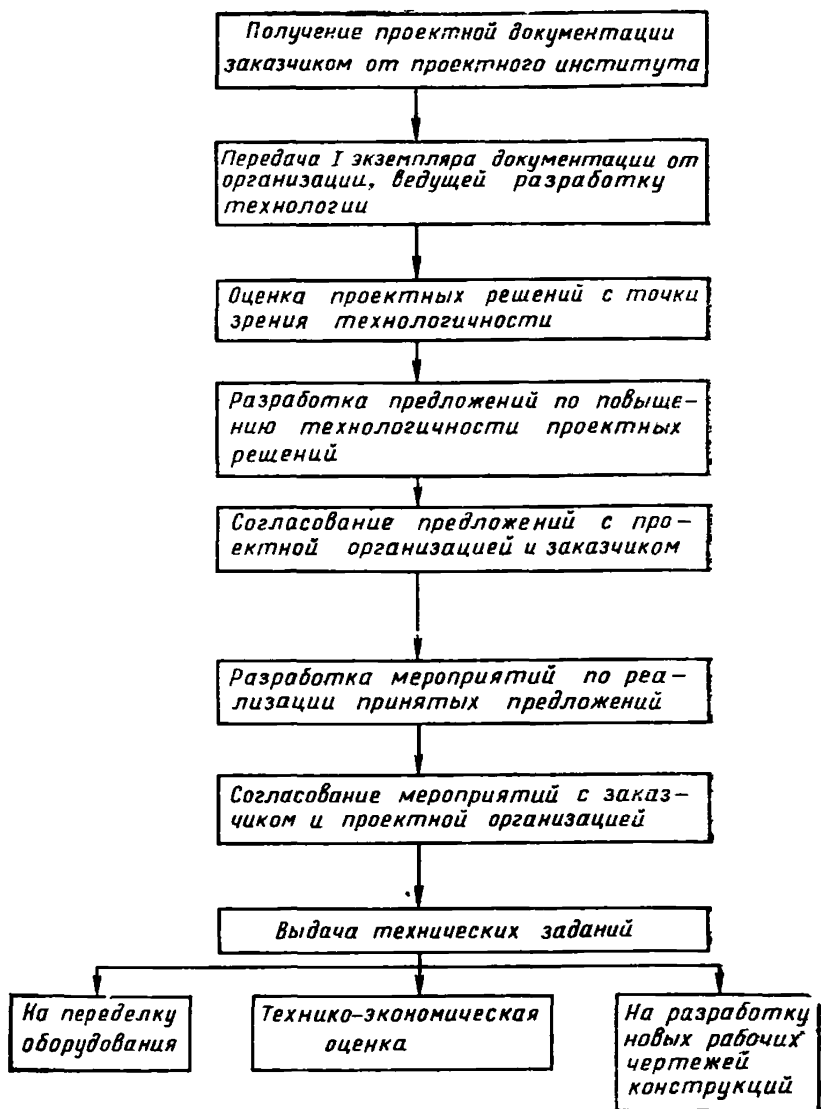 Получение проектной документации
заказчиком от проектного института
Передача I экземпляра документации от
организации, ведущей разработку
технологии
Оценка проектных решений с точки
зрения технологичности
Разработка предложений по повыше-
нию технологичности проектных
решений
Согласование предложений с про-
ектной организацией и заказчиком
Разработка мероприятий по реа-
лизации принятых предложений
Согласование мероприятий с заказ-
чиком и проектной организацией
Выдача технических заданий
На переделку
оборудования
Технико-экономическая
оценка
На разработку
новых рабочих
чертежей
конструкций